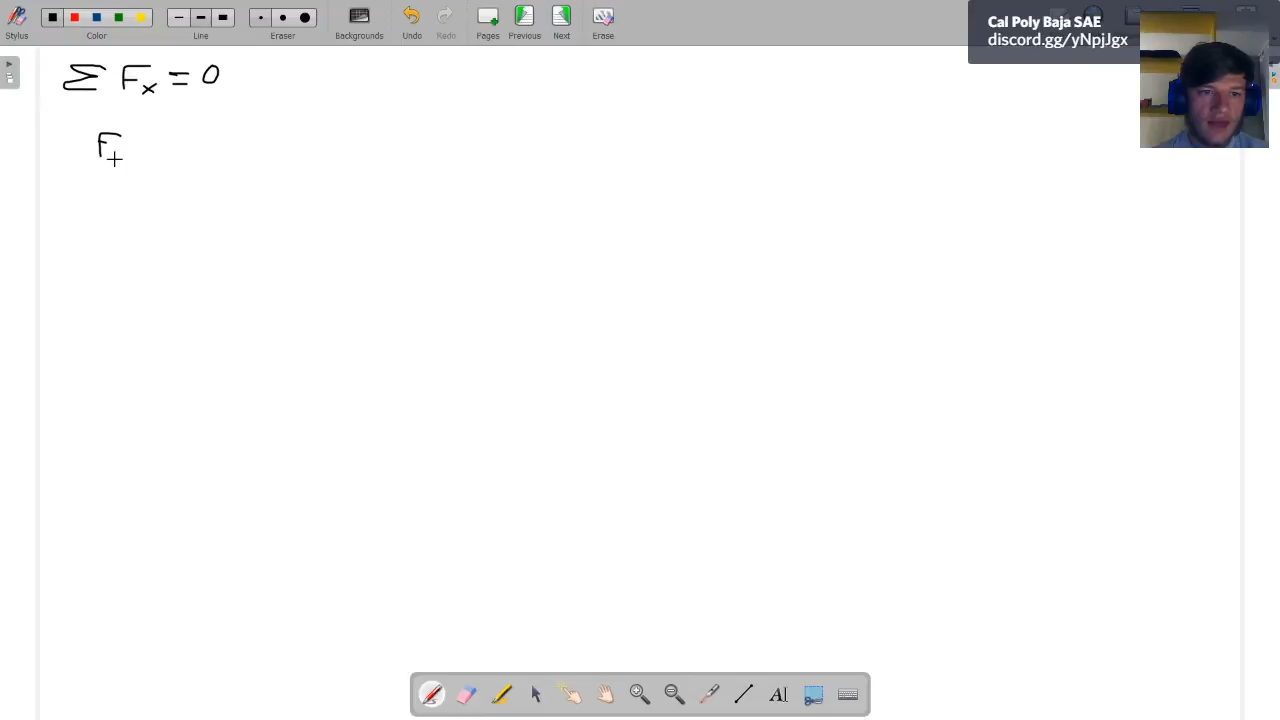 Cal Poly Baja SAE
discord.gg/yNpjJgx
Stylus Color Line Eraser Backgrounds Undo Redo Pages Previous Next Erase
Σ Fx = 0
F
AI